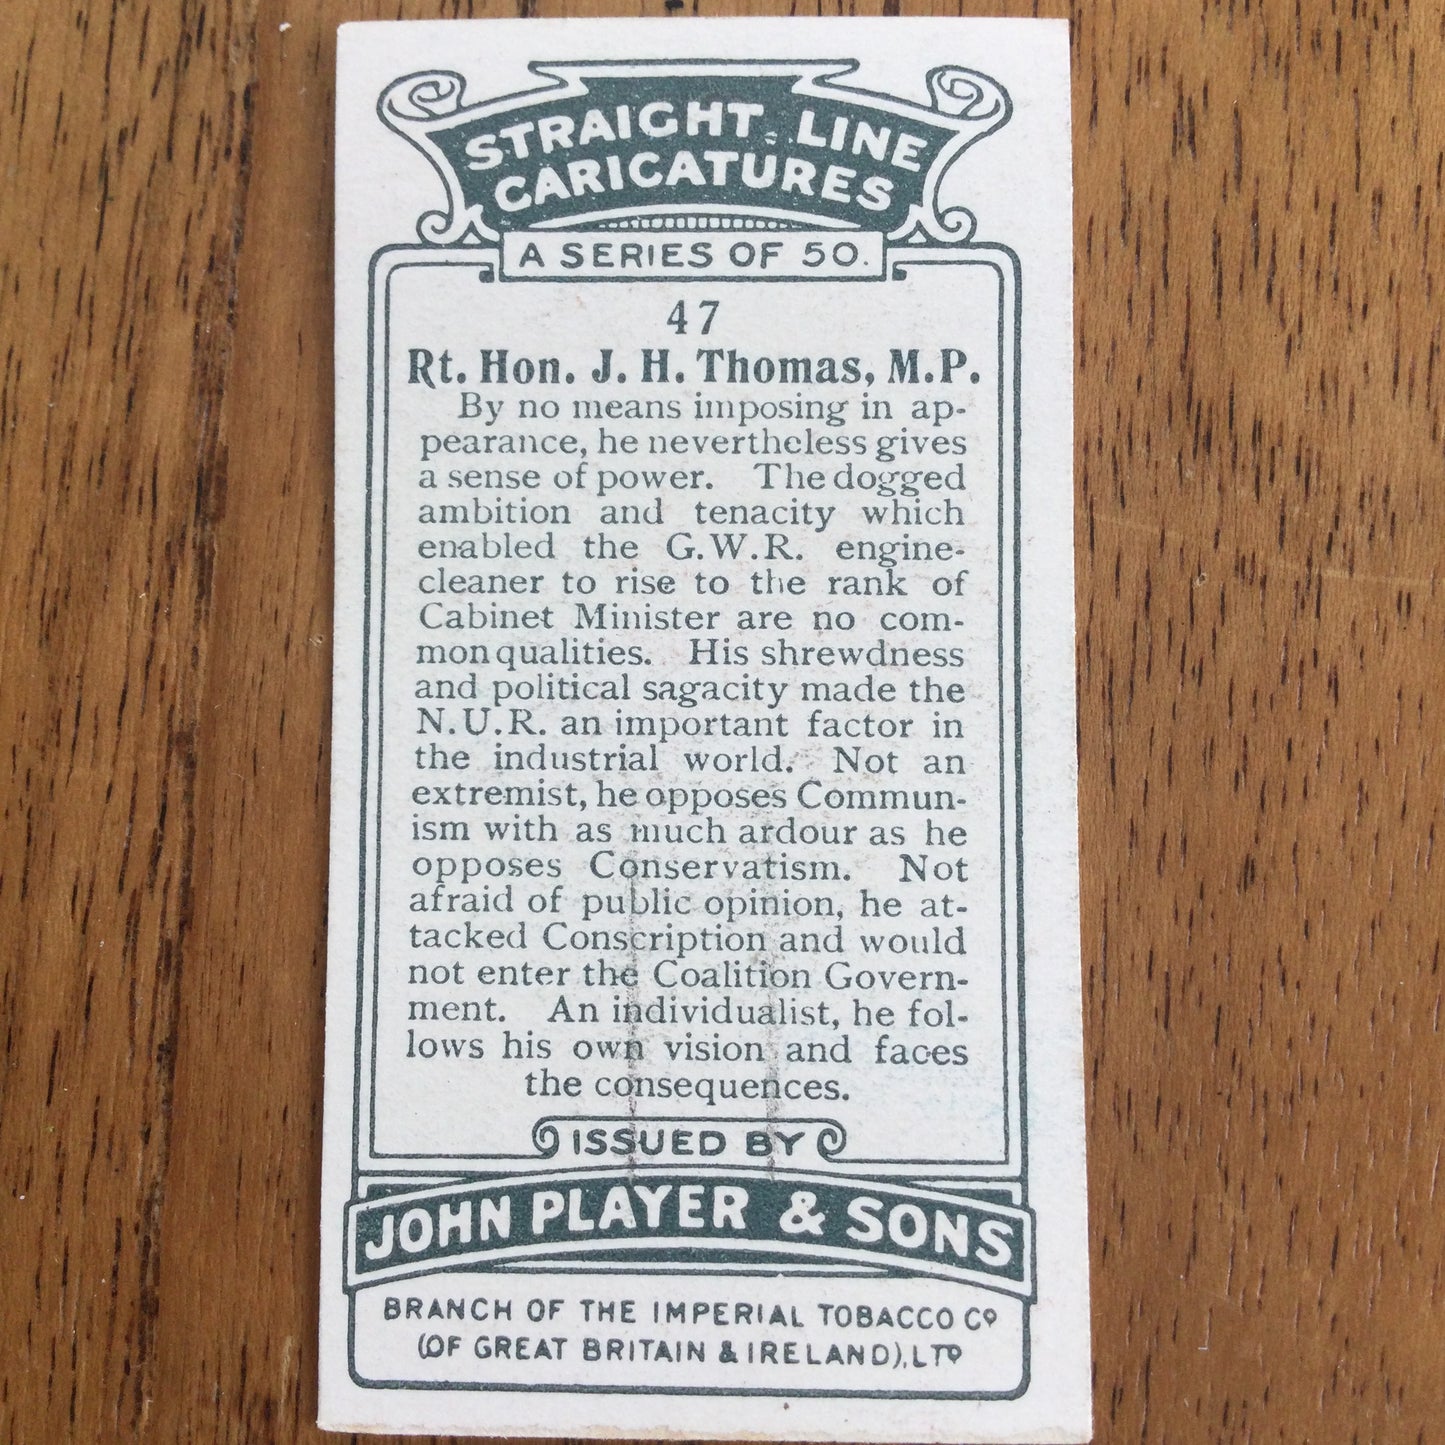 STRAIGHT LINE
CARICATURES
A SERIES OF 50.
47
Rt. Hon. J. H. Thomas, M.P.
By no means imposing in ap-
pearance, he nevertheless gives
a sense of power. The dogged
ambition and tenacity which
enabled the G.W.R. engine-
cleaner to rise to the rank of
Cabinet Minister are no com-
mon qualities. His shrewdness
and political sagacity made the
N.U.R. an important factor in
the industrial world. Not an
extremist, he opposes Commun-
ism with as much ardour as he
opposes Conservatism. Not
afraid of public opinion, he at-
tacked Conscription and would
not enter the Coalition Govern-
ment. An individualist, he fol-
lows his own vision and faces
the consequences.
ISSUED BY
JOHN PLAYER & SONS
BRANCH OF THE IMPERIAL TOBACCO Cº
(OF GREAT BRITAIN & IRELAND), LTD